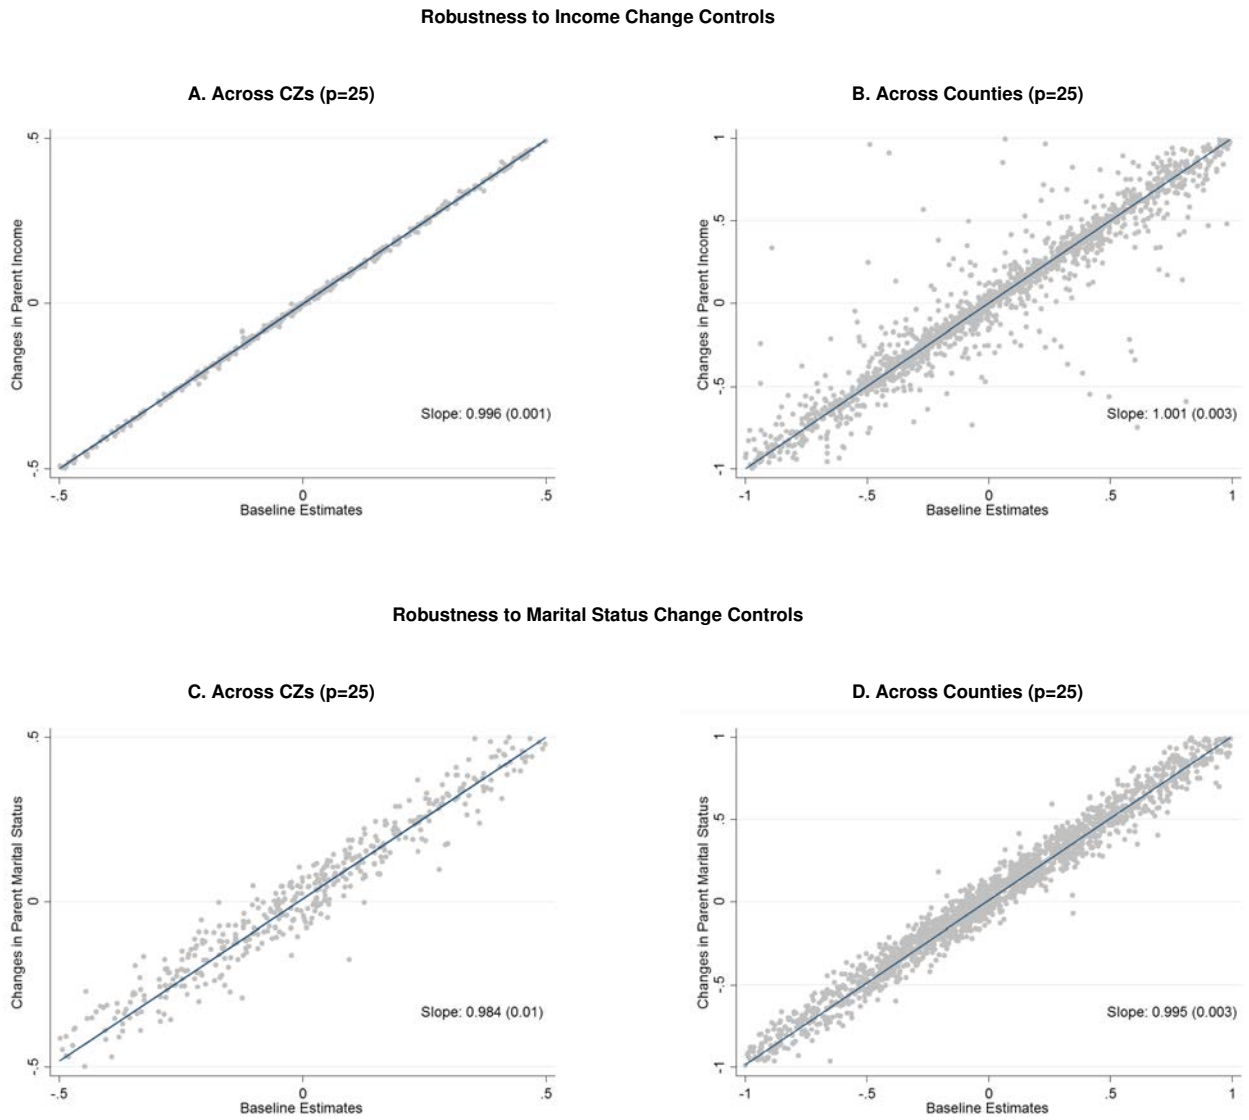 Robustness to Income Change Controls
A. Across CZs (p=25)
B. Across Counties (p=25)
Changes in Parent Income
.5
0
-.5
Slope: 0.996 (0.001)
-.5 0 .5
Baseline Estimates
Changes in Parent Income
1
.5
0
-.5
-1
Slope: 1.001 (0.003)
-1 -.5 0 .5 1
Baseline Estimates
Robustness to Marital Status Change Controls
C. Across CZs (p=25)
D. Across Counties (p=25)
Changes in Parent Marital Status
.5
0
-.5
Slope: 0.984 (0.01)
-.5 0 .5
Baseline Estimates
Changes in Parent Marital Status
1
.5
0
-.5
-1
Slope: 0.995 (0.003)
-1 -.5 0 .5 1
Baseline Estimates